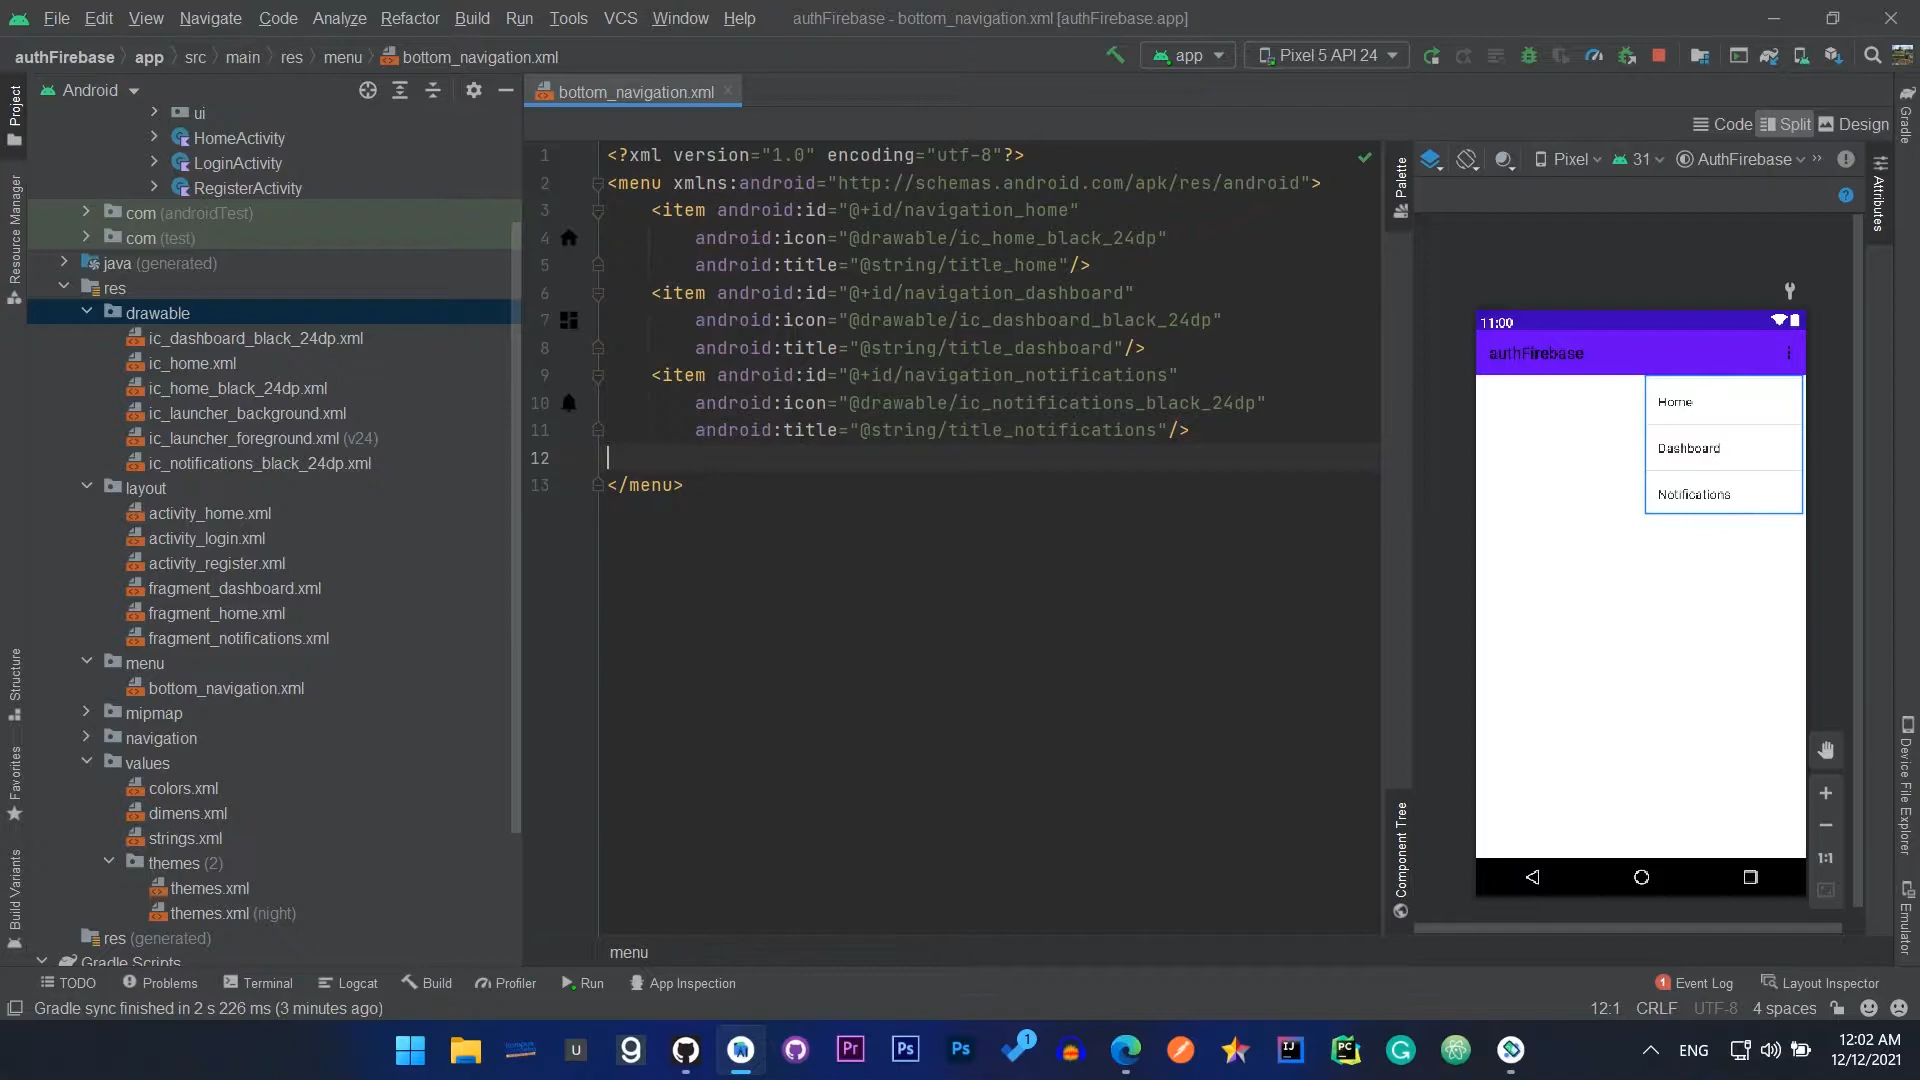 File Edit View Navigate Code Analyze Refactor Build Run Tools VCS Window Help authFirebase - bottom_navigation.xml [authFirebase.app]
authFirebase app src main res menu bottom_navigation.xml app Pixel 5 API 24
Android
bottom_navigation.xml
Code Split Design
Pixel 31 AuthFirebase
ui
HomeActivity
LoginActivity
RegisterActivity
com (androidTest)
com (test)
java (generated)
res
drawable
ic_dashboard_black_24dp.xml
ic_home.xml
ic_home_black_24dp.xml
ic_launcher_background.xml
ic_launcher_foreground.xml (v24)
ic_notifications_black_24dp.xml
layout
activity_home.xml
activity_login.xml
activity_register.xml
fragment_dashboard.xml
fragment_home.xml
fragment_notifications.xml
menu
bottom_navigation.xml
mipmap
navigation
values
colors.xml
dimens.xml
strings.xml
themes (2)
themes.xml
themes.xml (night)
res (generated)
Gradle Scripts
Project
Resource Manager
Structure
Favorites
Build Variants
1 <?xml version="1.0" encoding="utf-8"?>
2 <menu xmlns:android="http://schemas.android.com/apk/res/android">
3 <item android:id="@+id/navigation_home"
4 android:icon="@drawable/ic_home_black_24dp"
5 android:title="@string/title_home"/>
6 <item android:id="@+id/navigation_dashboard"
7 android:icon="@drawable/ic_dashboard_black_24dp"
8 android:title="@string/title_dashboard"/>
9 <item android:id="@+id/navigation_notifications"
10 android:icon="@drawable/ic_notifications_black_24dp"
11 android:title="@string/title_notifications"/>
12
13 </menu>
menu
Palette
Component Tree
11:00
authFirebase
Home
Dashboard
Notifications
1:1
Gradle
Attributes
Device File Explorer
Emulator
TODO Problems Terminal Logcat Build Profiler Run App Inspection 1 Event Log Layout Inspector
Gradle sync finished in 2 s 226 ms (3 minutes ago) 12:1 CRLF UTF-8 4 spaces
U g Pr Ps Ps 1 IJ PC G ENG
12:02 AM
12/12/2021